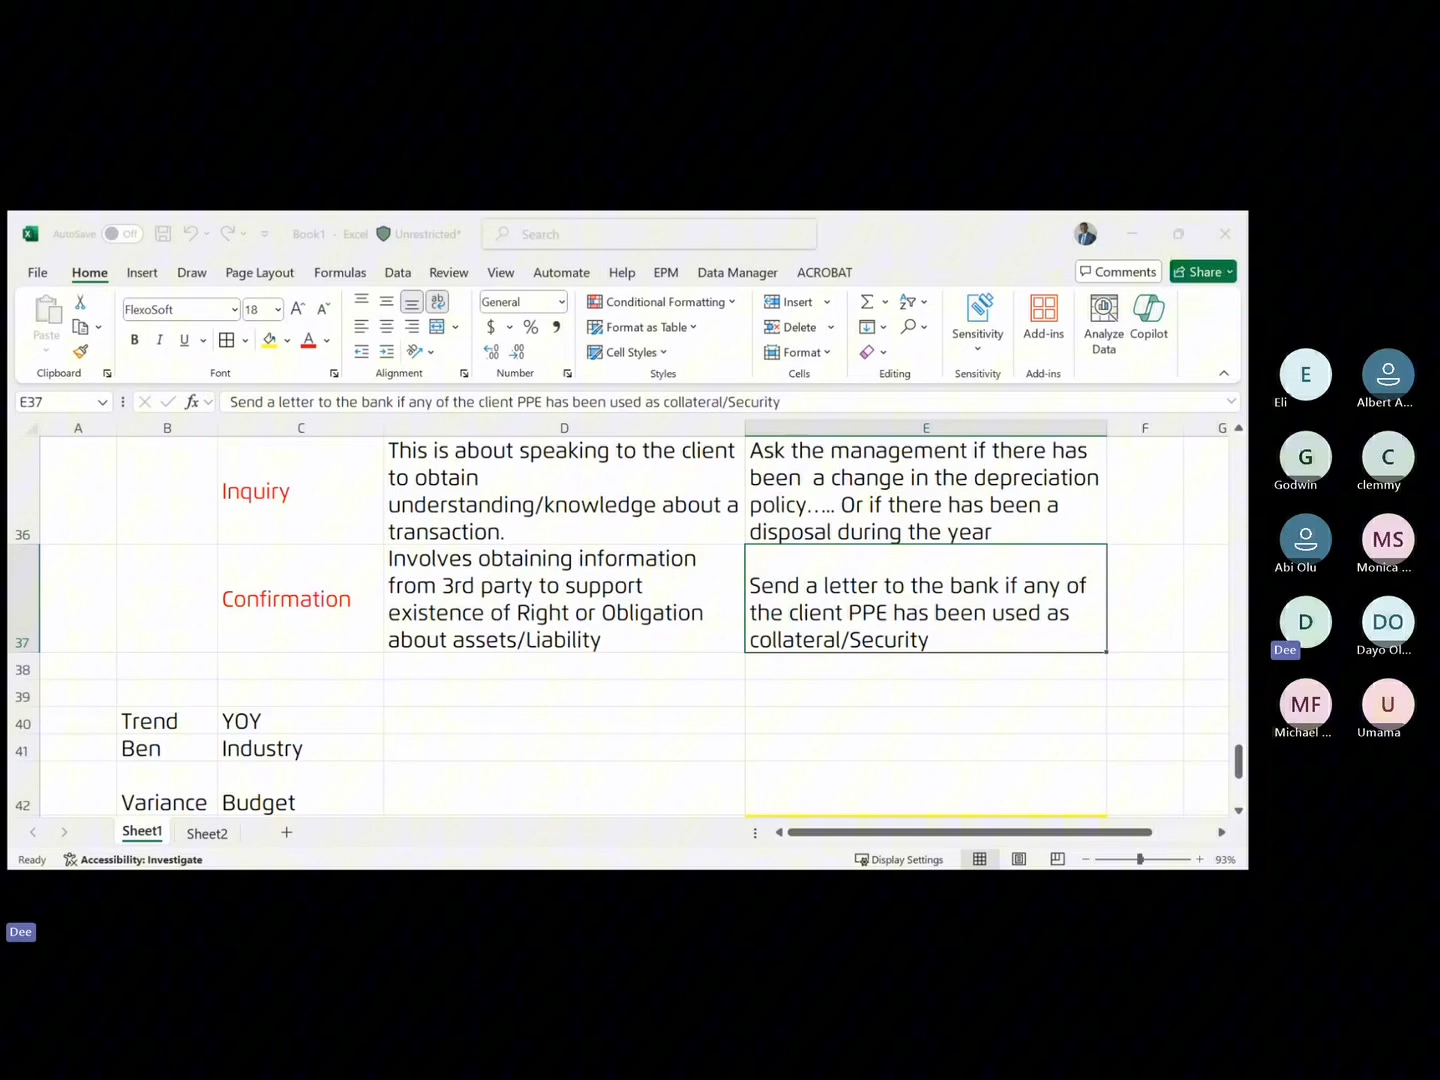 AutoSave Off Book1 - Excel Unrestricted* Search
File Home Insert Draw Page Layout Formulas Data Review View Automate Help EPM Data Manager ACROBAT Comments Share
Paste
Clipboard
FlexoSoft 18 A A
B I U A
Font
ab
Alignment
General
$ % 9
.00 .00
Number
Conditional Formatting
Format as Table
Cell Styles
Styles
Insert
Delete
Format
Cells
Editing
Sensitivity
Sensitivity
Add-ins
Add-ins
Analyze Data
Copilot
E37 fx Send a letter to the bank if any of the client PPE has been used as collateral/Security
A B C D E F G
36
Inquiry
This is about speaking to the client
to obtain
understanding/knowledge about a
transaction.
Ask the management if there has
been a change in the depreciation
policy..... Or if there has been a
disposal during the year
37
Confirmation
Involves obtaining information
from 3rd party to support
existence of Right or Obligation
about assets/Liability
Send a letter to the bank if any of
the client PPE has been used as
collateral/Security
38
39
40 Trend YOY
41 Ben Industry
42 Variance Budget
Sheet1 Sheet2 +
Ready Accessibility: Investigate Display Settings 93%
E
Eli
Albert A...
G
Godwin
C
clemmy
Abi Olu
MS
Monica ...
D
Dee
DO
Dayo Ol...
MF
Michael ...
U
Umama
Dee